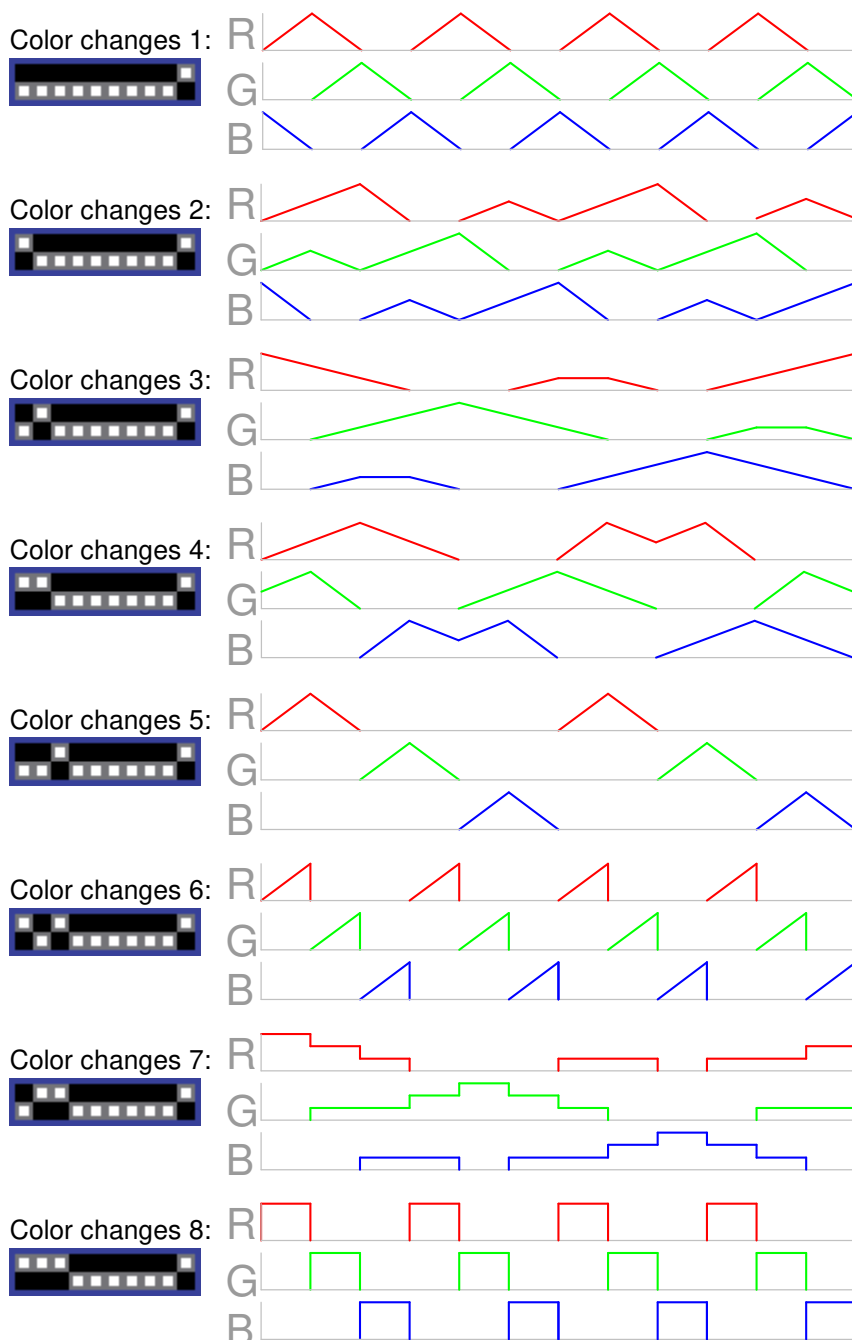 Color changes 1: R
G
B
Color changes 2: R
G
B
Color changes 3: R
G
B
Color changes 4: R
G
B
Color changes 5: R
G
B
Color changes 6: R
G
B
Color changes 7: R
G
B
Color changes 8: R
G
B